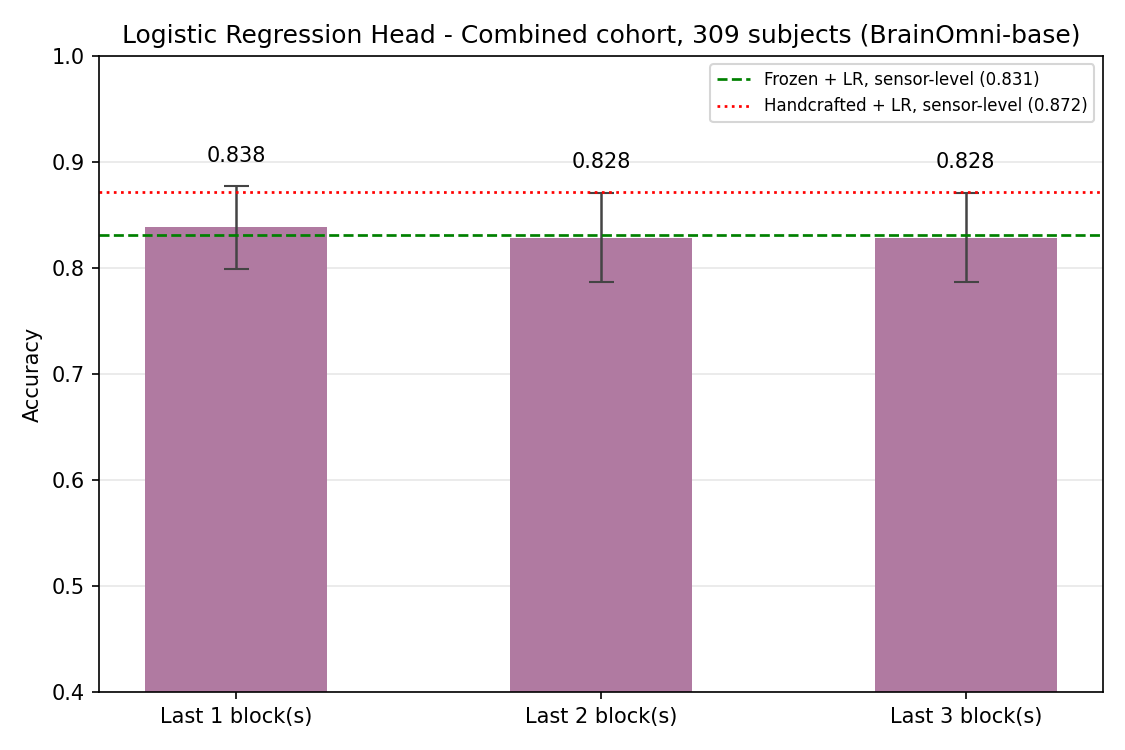 Logistic Regression Head - Combined cohort, 309 subjects (BrainOmni-base)
Frozen + LR, sensor-level (0.831)
Handcrafted + LR, sensor-level (0.872)
Accuracy
1.0
0.9
0.8
0.7
0.6
0.5
0.4
0.838
0.828
0.828
Last 1 block(s)
Last 2 block(s)
Last 3 block(s)